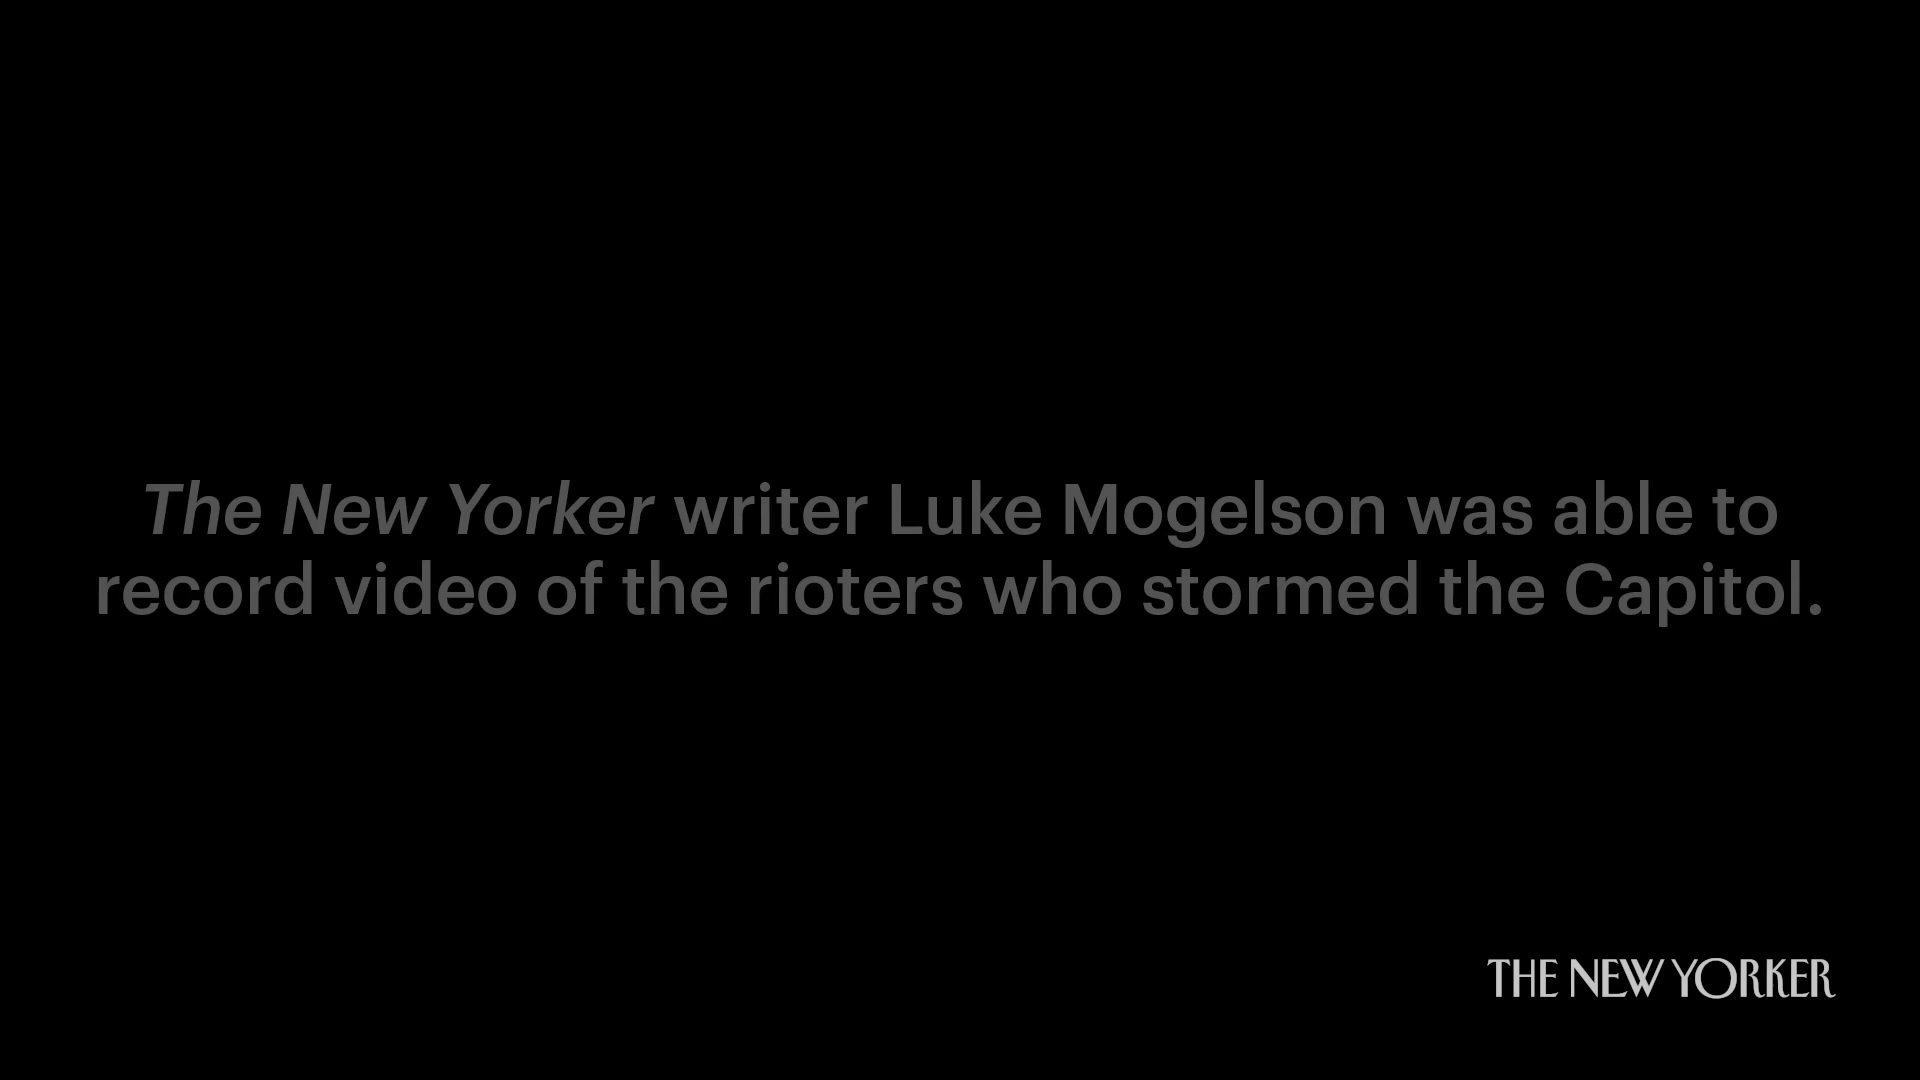 The New Yorker writer Luke Mogelson was able to
record video of the rioters who stormed the Capitol.
THE NEW YORKER